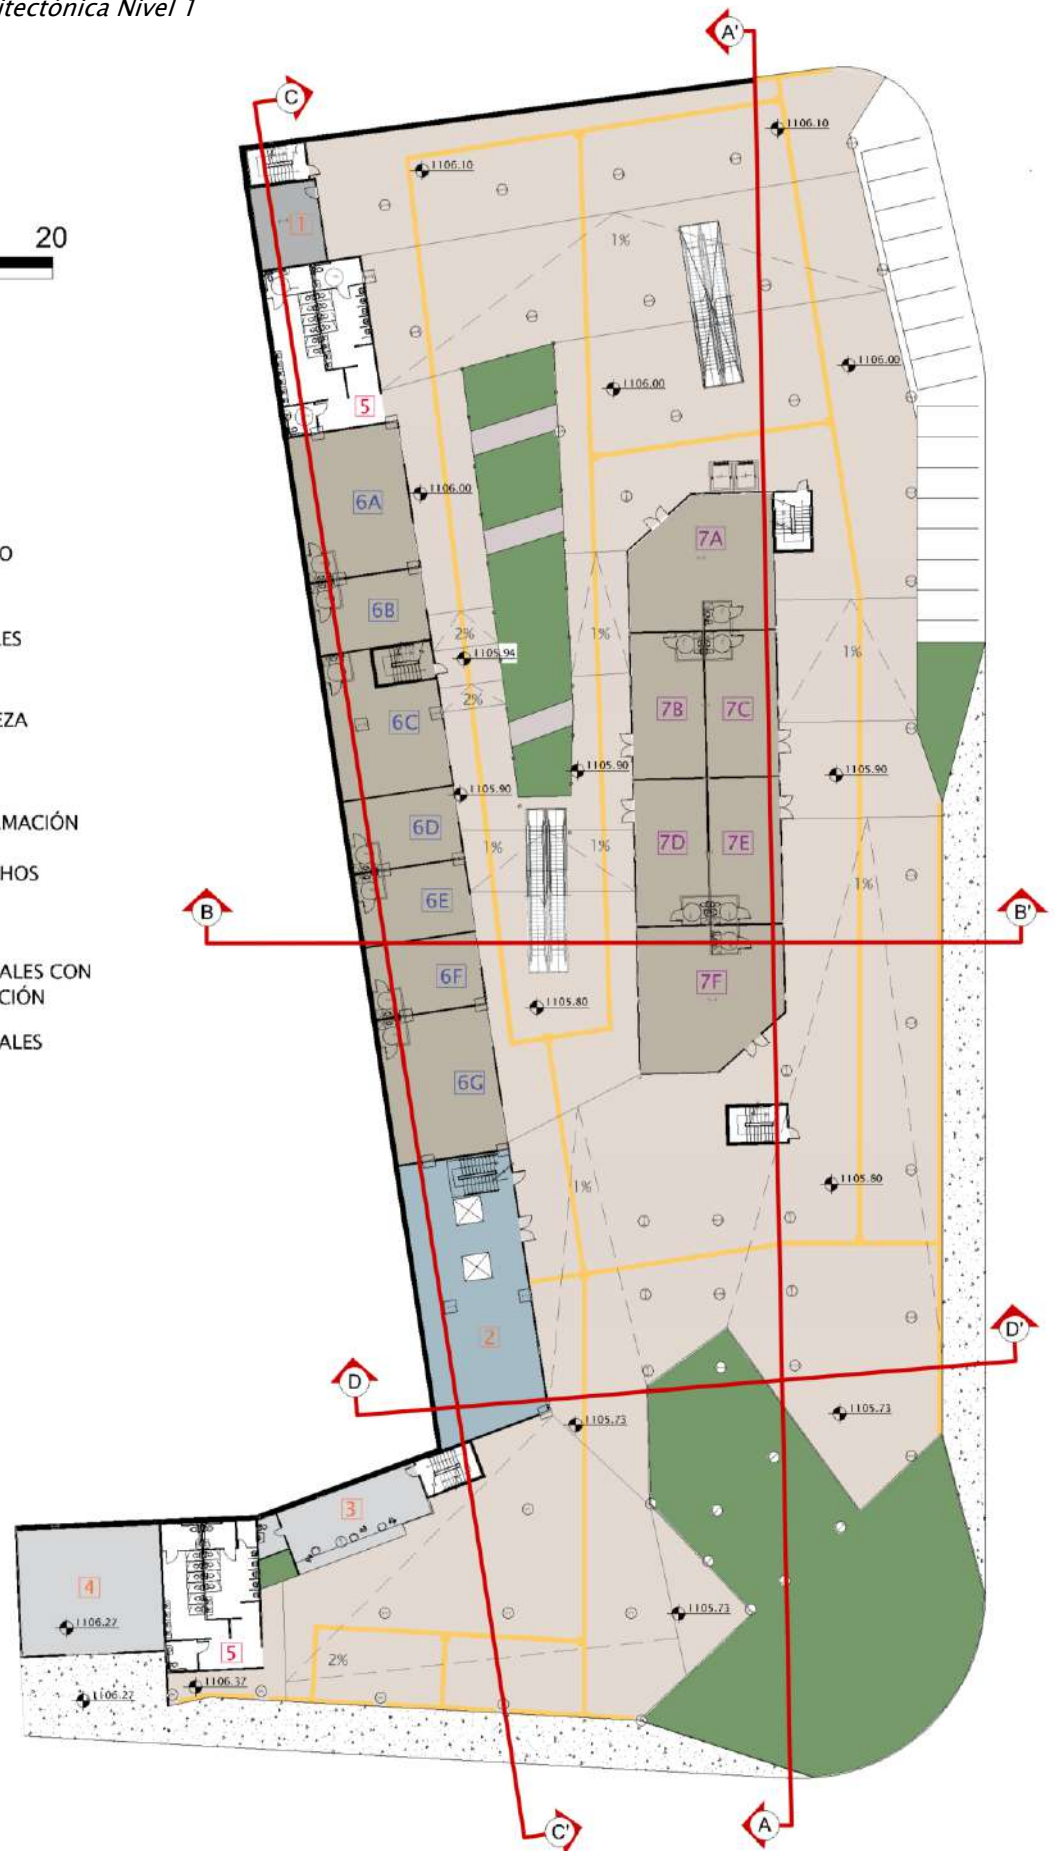 itectónica Nivel 1
A'
C
1106.10
1106.10
1
20
1%
5
1106.00
1106.00
1106.00
6A
7A
O
6B
LES
2%
1%
1%
1105.94
2%
6C
7B
7C
EZA
1105.90
1105.90
1105.90
MACIÓN
6D
1%
1%
7D
7E
HOS
1%
6E
B
B'
ALES CON
CIÓN
6F
7F
1105.80
ALES
6G
1105.80
1%
2
D'
D
1105.73
1105.73
3
4
1106.27
1105.73
5
2%
1106.37
1106.27
C'
A